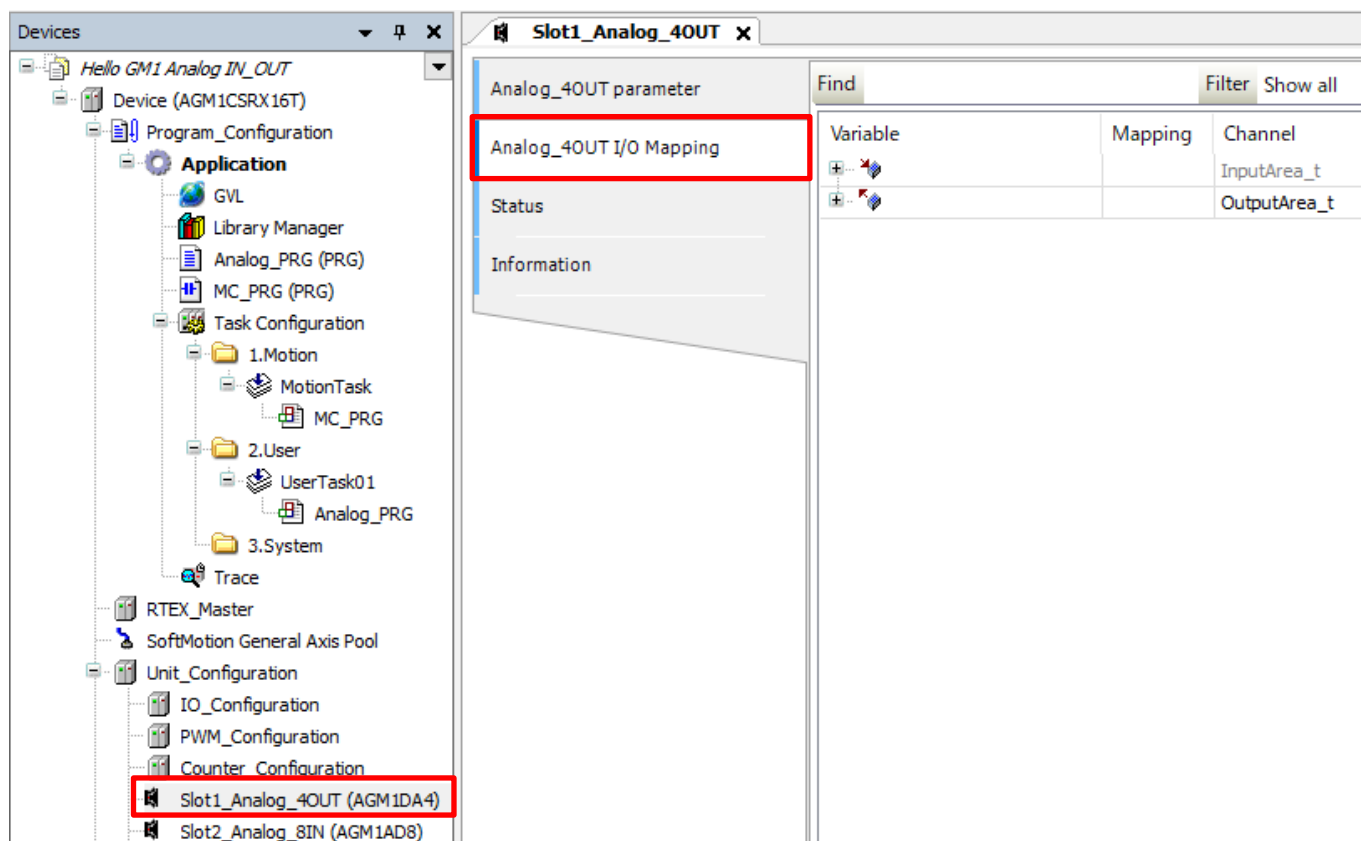 Devices
Hello GM1 Analog IN_OUT
Device (AGM1CSRX16T)
Program_Configuration
Application
GVL
Library Manager
Analog_PRG (PRG)
MC_PRG (PRG)
Task Configuration
1.Motion
MotionTask
MC_PRG
2.User
UserTask01
Analog_PRG
3.System
Trace
RTEX_Master
SoftMotion General Axis Pool
Unit_Configuration
IO_Configuration
PWM_Configuration
Counter_Configuration
Slot1_Analog_4OUT (AGM1DA4)
Slot2_Analog_8IN (AGM1AD8)
Slot1_Analog_4OUT
Analog_4OUT parameter
Analog_4OUT I/O Mapping
Status
Information
Find Filter Show all
Variable Mapping Channel
InputArea_t
OutputArea_t